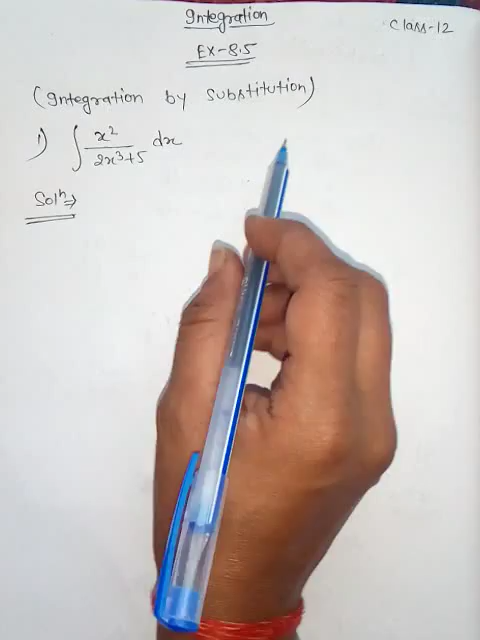 Integration
Class-12
EX-8.5
(Integration by substitution)
1) ∫ x²/(2x³+5) dx
Solⁿ⇒